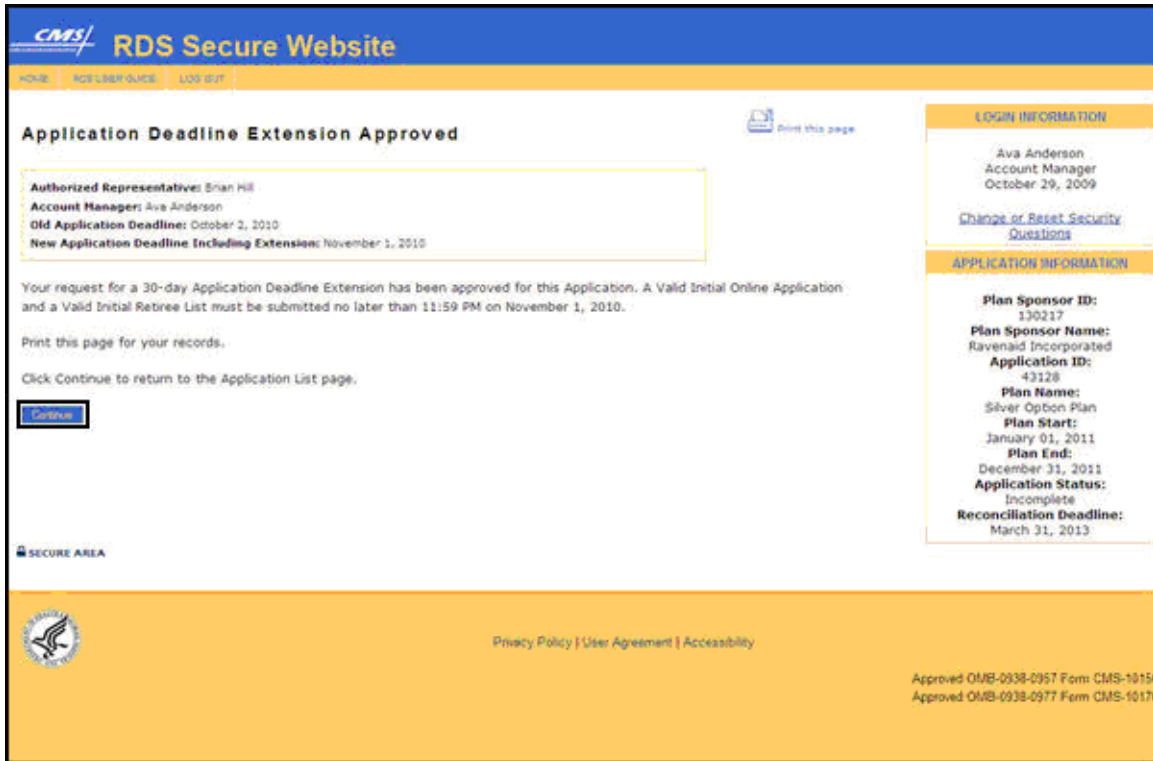 CMS/ RDS Secure Website
HOME RDS USER GUIDE LOG OUT
Application Deadline Extension Approved
Print this page
Authorized Representative: Brian Hill
Account Manager: Ava Anderson
Old Application Deadline: October 2, 2010
New Application Deadline Including Extension: November 1, 2010
Your request for a 30-day Application Deadline Extension has been approved for this Application. A Valid Initial Online Application
and a Valid Initial Retiree List must be submitted no later than 11:59 PM on November 1, 2010.
Print this page for your records.
Click Continue to return to the Application List page.
Continue
SECURE AREA
LOGIN INFORMATION
Ava Anderson
Account Manager
October 29, 2009
Change or Reset Security
Questions
APPLICATION INFORMATION
Plan Sponsor ID:
130217
Plan Sponsor Name:
Ravenaid Incorporated
Application ID:
43128
Plan Name:
Silver Option Plan
Plan Start:
January 01, 2011
Plan End:
December 31, 2011
Application Status:
Incomplete
Reconciliation Deadline:
March 31, 2013
Privacy Policy | User Agreement | Accessibility
Approved OMB-0938-0957 Form CMS-1015
Approved OMB-0938-0977 Form CMS-1017